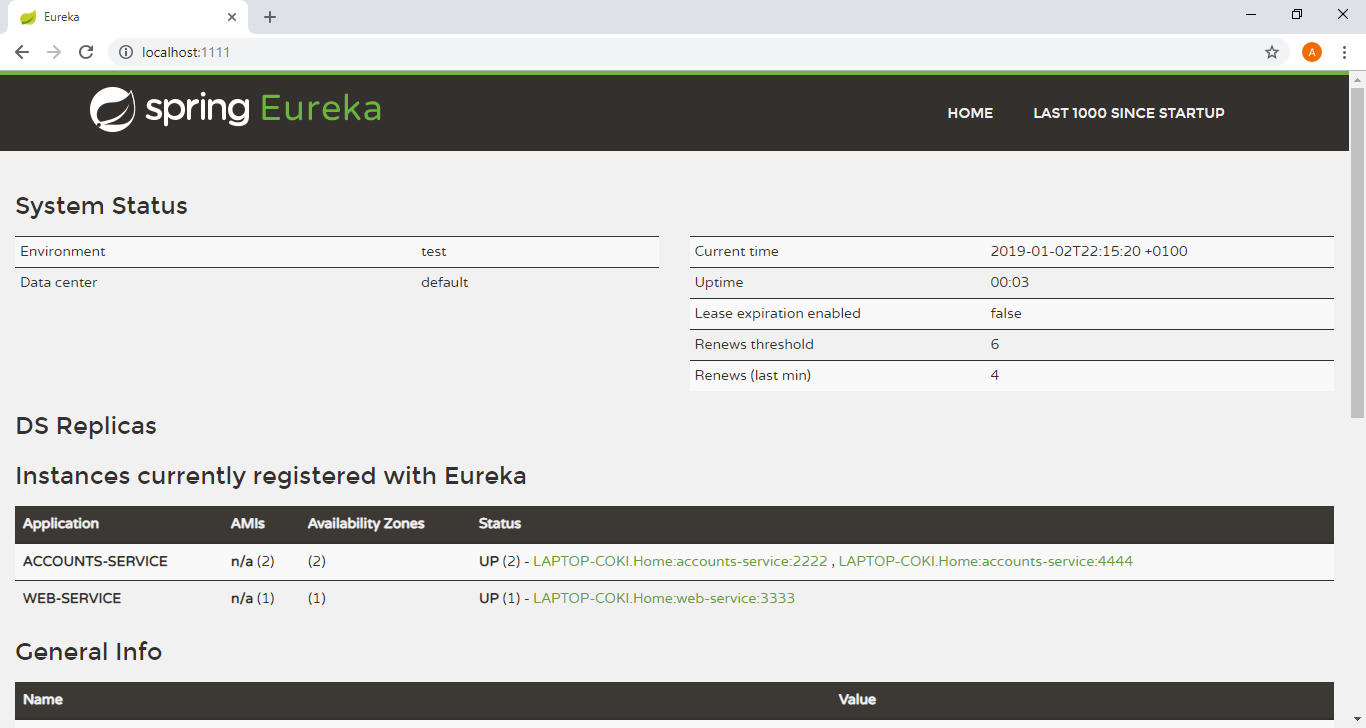 Eureka
localhost:1111
A
spring Eureka
HOME LAST 1000 SINCE STARTUP
System Status
Environment test
Data center default
Current time 2019-01-02T22:15:20 +0100
Uptime 00:03
Lease expiration enabled false
Renews threshold 6
Renews (last min) 4
DS Replicas
Instances currently registered with Eureka
Application AMIs Availability Zones Status
ACCOUNTS-SERVICE n/a (2) (2) UP (2) - LAPTOP-COKI.Home:accounts-service:2222 , LAPTOP-COKI.Home:accounts-service:4444
WEB-SERVICE n/a (1) (1) UP (1) - LAPTOP-COKI.Home:web-service:3333
General Info
Name Value